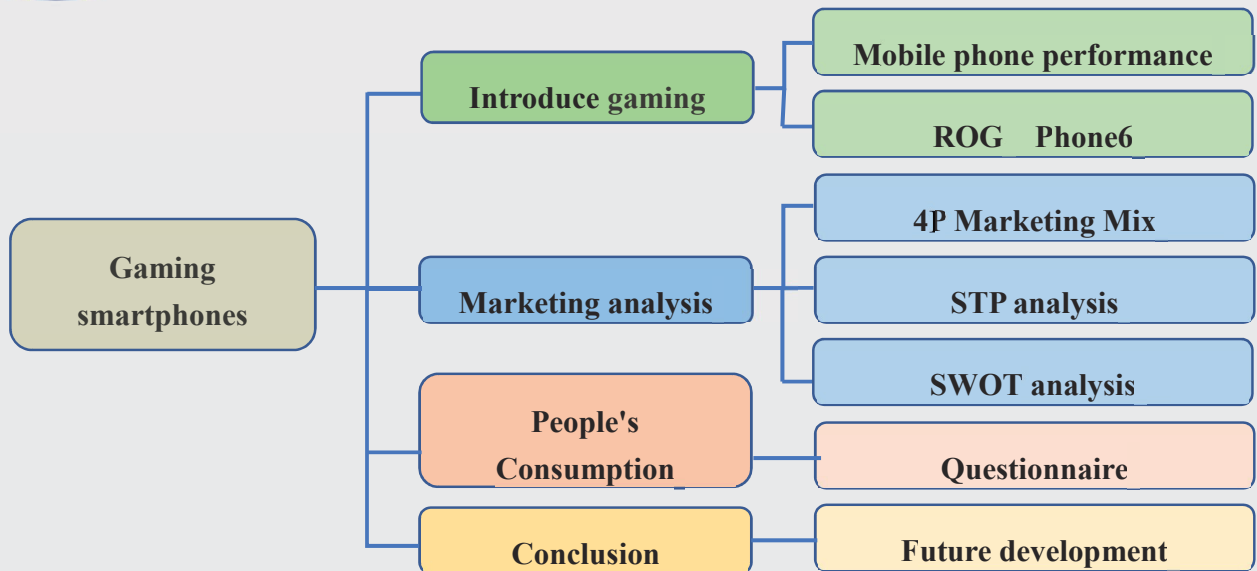 Mobile phone performance
Introduce gaming
ROG Phone6
4P Marketing Mix
Gaming
smartphones
Marketing analysis
STP analysis
SWOT analysis
People's
Consumption
Questionnaire
Conclusion
Future development